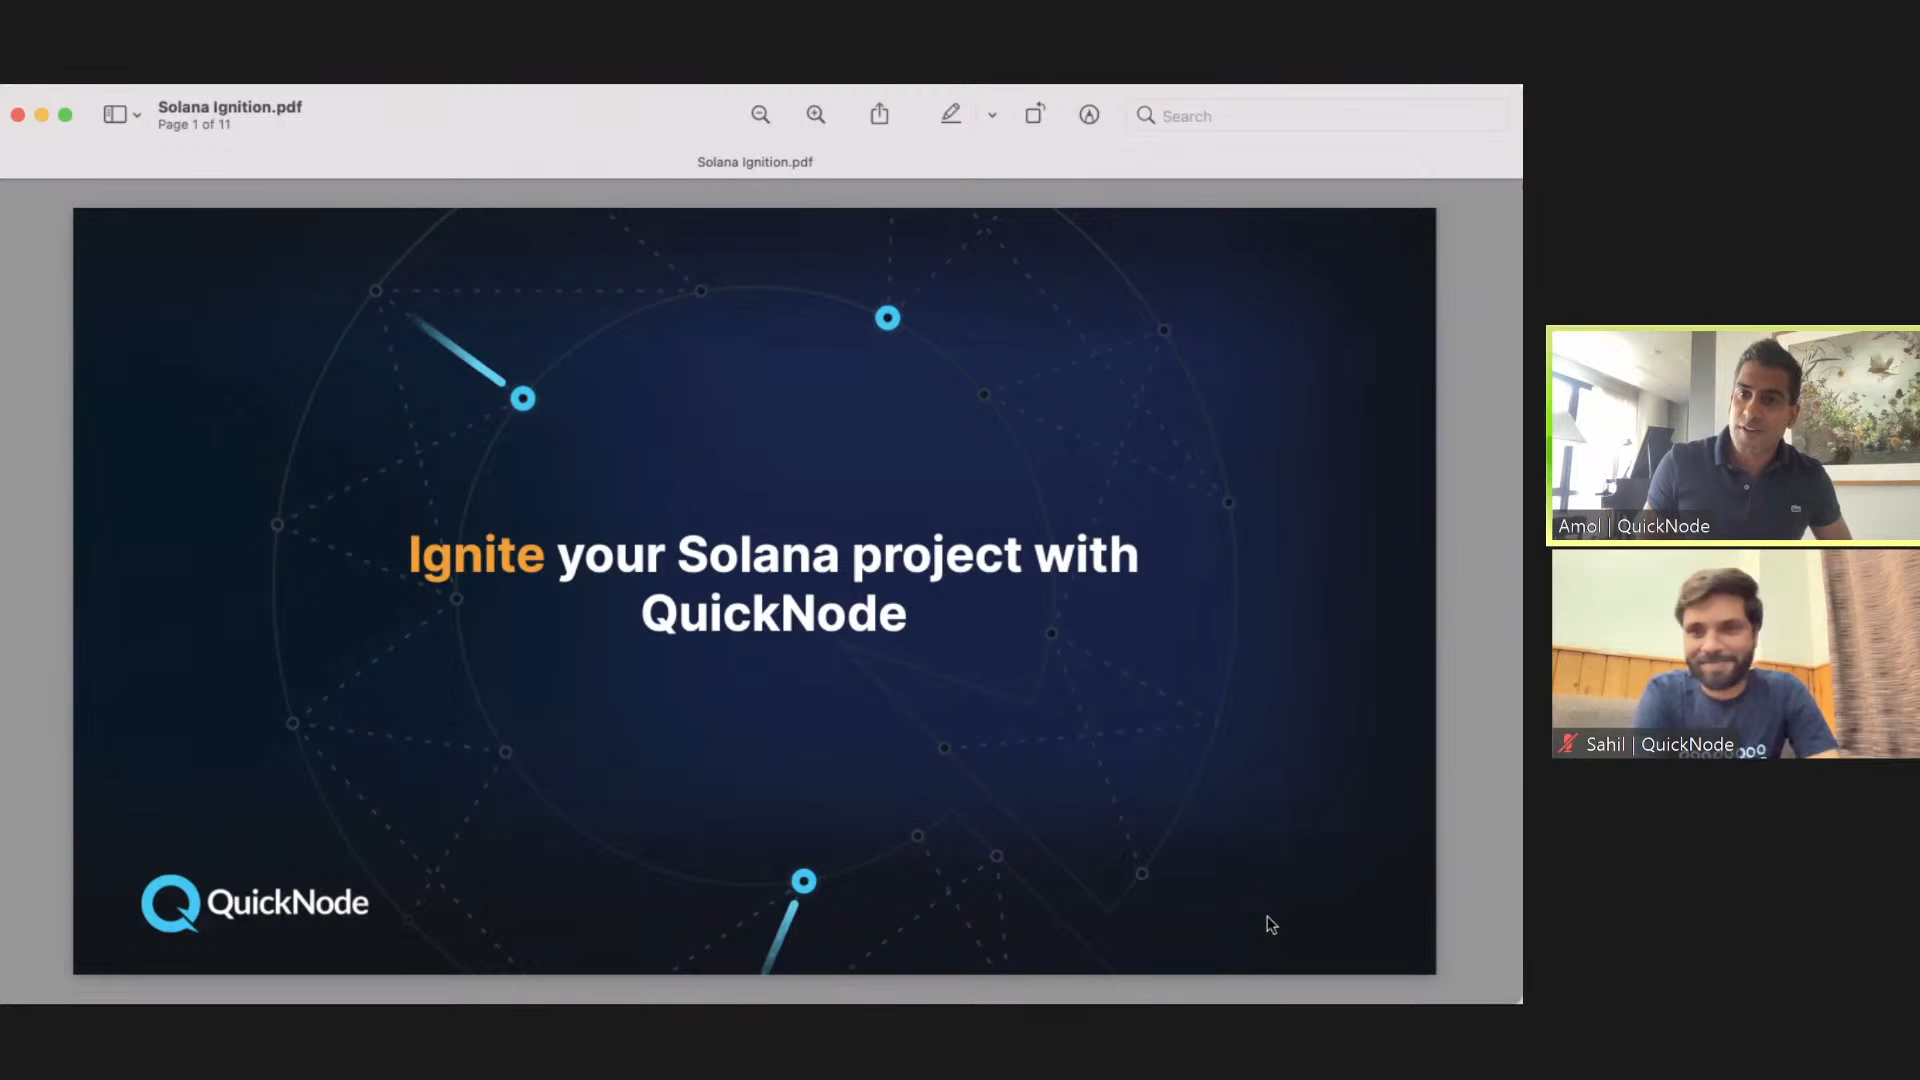 Solana Ignition.pdf
Page 1 of 11
Search
Solana Ignition.pdf
Ignite your Solana project with
QuickNode
QuickNode
Amol | QuickNode
Sahil | QuickNode